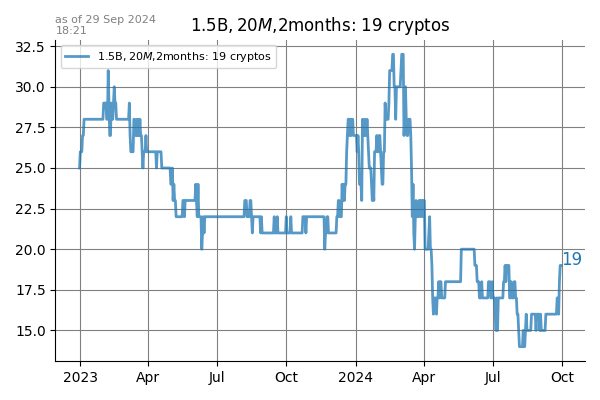 as of 29 Sep 2024
18:21
1.5B, 20M,2months: 19 cryptos
1.5B, 20M,2months: 19 cryptos
32.5
30.0
27.5
25.0
22.5
20.0
17.5
15.0
19
2023
Apr
Jul
Oct
2024
Apr
Jul
Oct